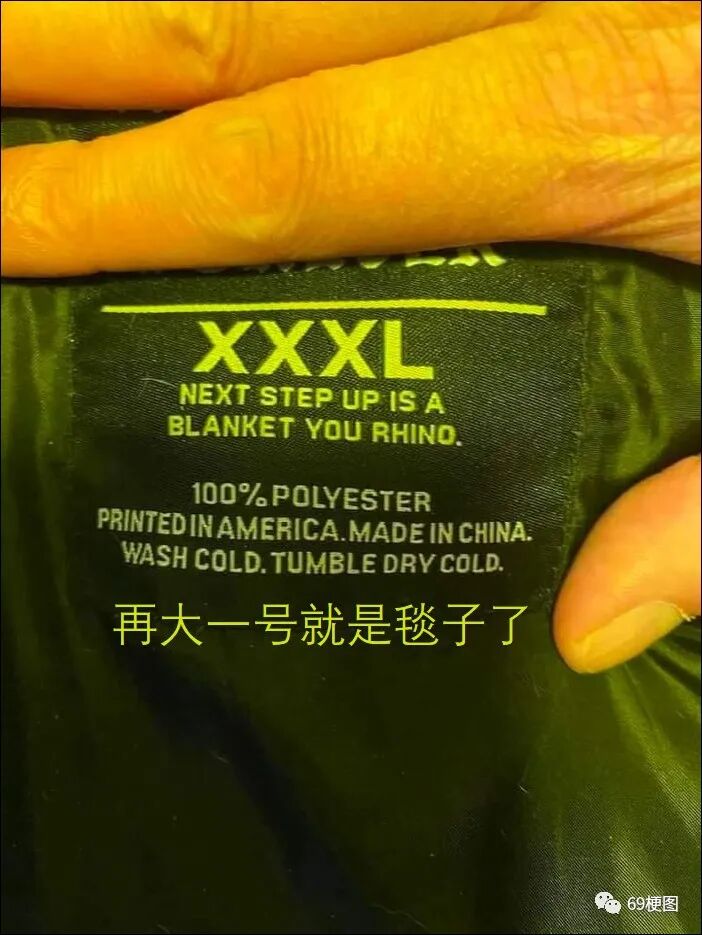 XXXL
NEXT STEP UP IS A
BLANKET YOU RHINO.
100% POLYESTER
PRINTED IN AMERICA. MADE IN CHINA.
WASH COLD. TUMBLE DRY COLD.
再大一号就是毯子了
69梗图